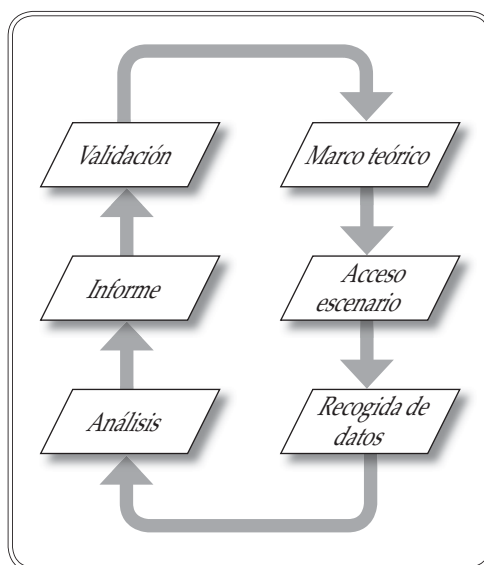 Validación
Marco teórico
Informe
Acceso
escenario
Análisis
Recogida de
datos